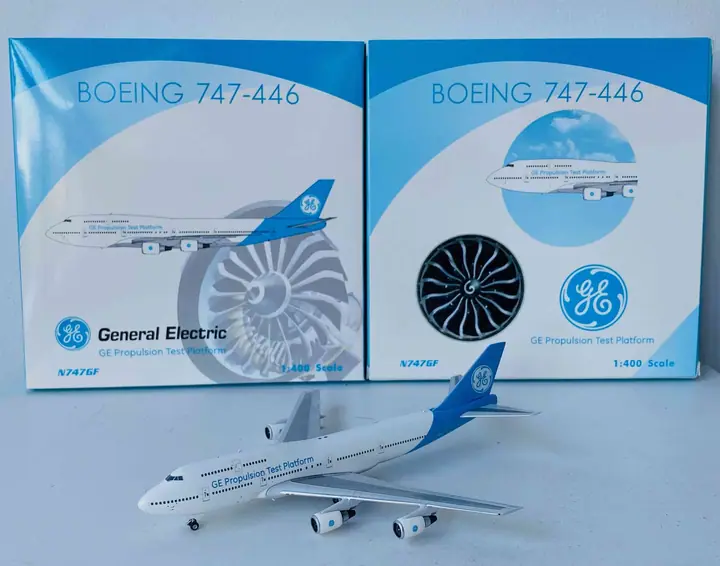 BOEING 747-446
GE Propulsion Test Platform
GE
GE
General Electric
GE Propulsion Test Platform
N747GF
1:400 Scale
BOEING 747-446
GE Propulsion Test Platform
GE
GE Propulsion Test Platform
N747GF
1:400 Scale
GE
GE Propulsion Test Platform